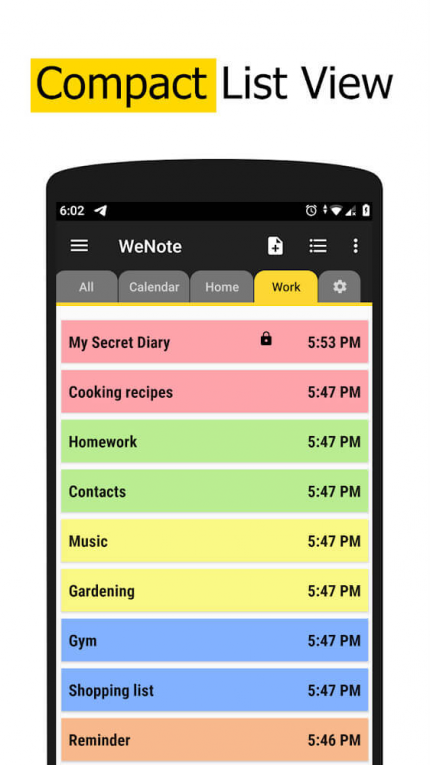 Compact List View
6:02
WeNote
All Calendar Home Work
My Secret Diary 5:53 PM
Cooking recipes 5:47 PM
Homework 5:47 PM
Contacts 5:47 PM
Music 5:47 PM
Gardening 5:47 PM
Gym 5:47 PM
Shopping list 5:47 PM
Reminder 5:46 PM